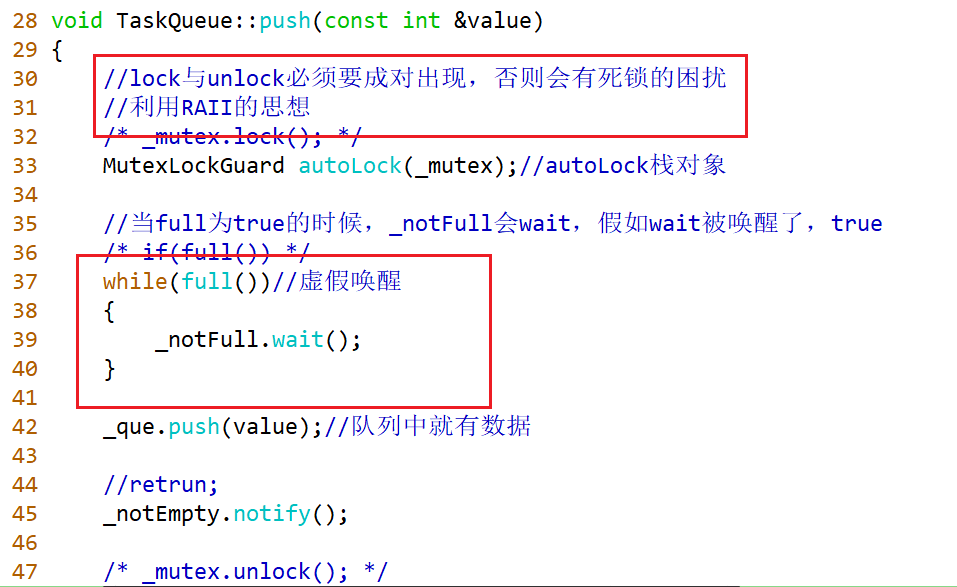 28 void TaskQueue::push(const int &value)
29 {
30 //lock与unlock必须要成对出现，否则会有死锁的困扰
31 //利用RAII的思想
32 /* _mutex.lock(); */
33 MutexLockGuard autoLock(_mutex);//autoLock栈对象
34
35 //当full为true的时候，_notFull会wait，假如wait被唤醒了，true
36 /* if(full()) */
37 while(full())//虚假唤醒
38 {
39 _notFull.wait();
40 }
41
42 _que.push(value);//队列中就有数据
43
44 //retrun;
45 _notEmpty.notify();
46
47 /* _mutex.unlock(); */